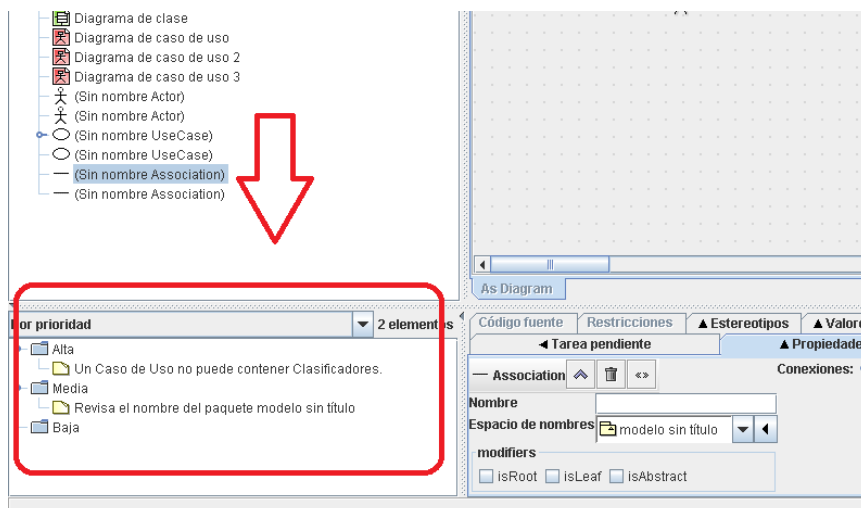 Diagrama de clase
Diagrama de caso de uso
Diagrama de caso de uso 2
Diagrama de caso de uso 3
(Sin nombre Actor)
(Sin nombre Actor)
(Sin nombre UseCase)
(Sin nombre UseCase)
(Sin nombre Association)
(Sin nombre Association)
As Diagram
Por prioridad
2 elementos
Alta
Un Caso de Uso no puede contener Clasificadores.
Media
Revisa el nombre del paquete modelo sin título
Baja
Código fuente Restricciones ▲ Estereotipos ▲ Valore
◀ Tarea pendiente ▲ Propiedade
Association «» Conexiones:
Nombre
Espacio de nombres modelo sin título
modifiers
isRoot isLeaf isAbstract